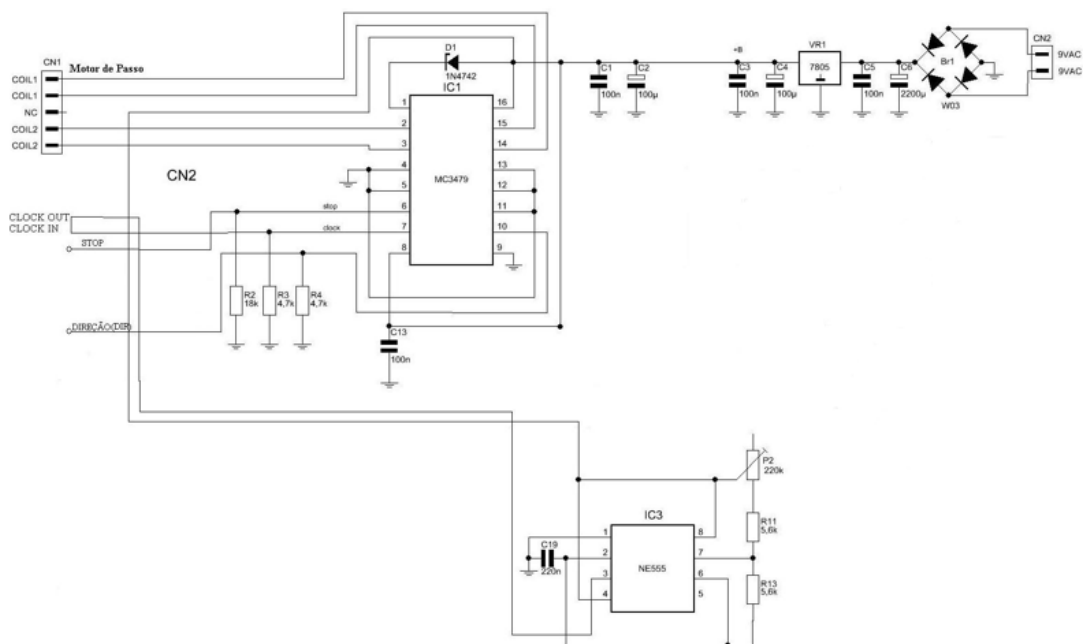 CN1
Motor de Passo
COIL1
COIL1
NC
COIL2
COIL2
D1
1N4742
IC1
1
2
3
4
5
6
7
8
16
15
14
13
12
11
10
9
MC3479
stop
clock
CN2
CLOCK OUT
CLOCK IN
STOP
DIREÇÃO(DIR)
R2
18k
R3
4,7k
R4
4,7k
C13
100n
C1
100n
C2
100µ
+B
C3
100n
C4
100µ
VR1
7805
C5
100n
C6
2200µ
Br1
W03
CN2
9VAC
9VAC
P2
220k
R11
5,6k
R13
5,6k
IC3
NE555
1
2
3
4
8
7
6
5
C19
220n